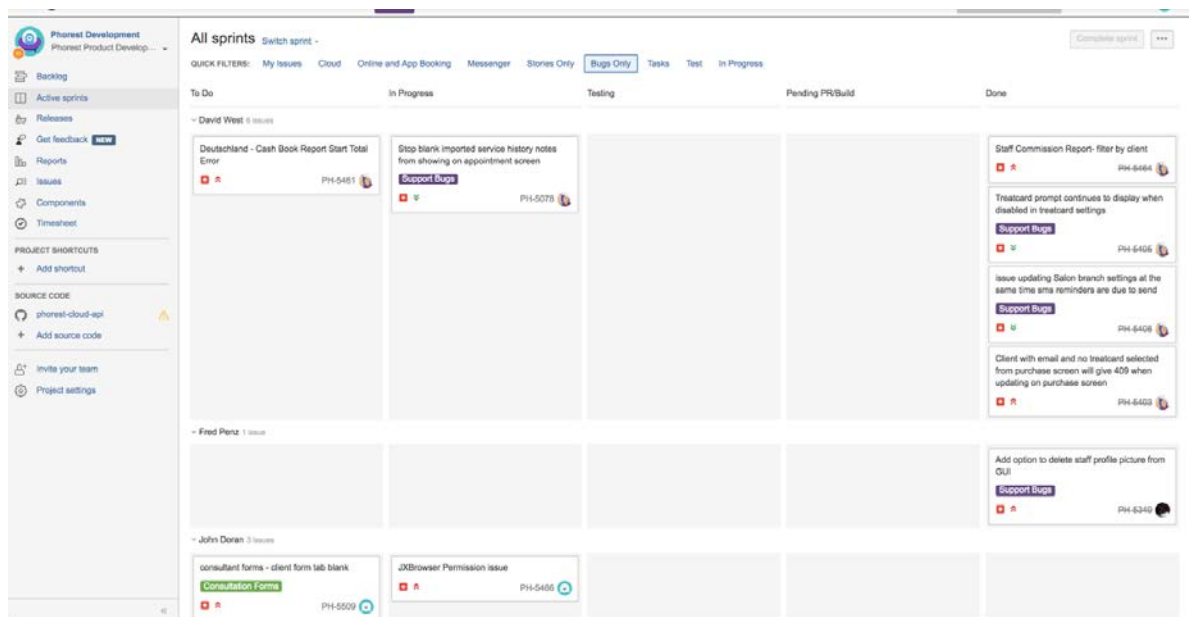 Phorest Development
Phorest Product Develop...
Backlog
Active sprints
Releases
Get feedback NEW
Reports
Issues
Components
Timesheet
PROJECT SHORTCUTS
+ Add shortcut
SOURCE CODE
phorest-cloud-api
+ Add source code
Invite your team
Project settings
«
All sprints Switch sprint
Complete sprint
QUICK FILTERS: My Issues Cloud Online and App Booking Messenger Stories Only Bugs Only Tasks Test In Progress
To Do In Progress Testing Pending PR/Build Done
David West 6 issues
Deutschland - Cash Book Report Start Total
Error
PH-5461
Stop blank imported service history notes
from showing on appointment screen
Support Bugs
PH-5078
Staff Commission Report- filter by client
PH-5464
Treatcard prompt continues to display when
disabled in treatcard settings
Support Bugs
PH-5405
issue updating Salon branch settings at the
same time sms reminders are due to send
Support Bugs
PH-5408
Client with email and no treatcard selected
from purchase screen will give 409 when
updating on purchase screen
PH-5403
Fred Penz 1 issue
Add option to delete staff profile picture from
GUI
Support Bugs
PH-5340
John Doran 3 issues
consultant forms - client form tab blank
Consultation Forms
PH-5509
JXBrowser Permission issue
PH-5466